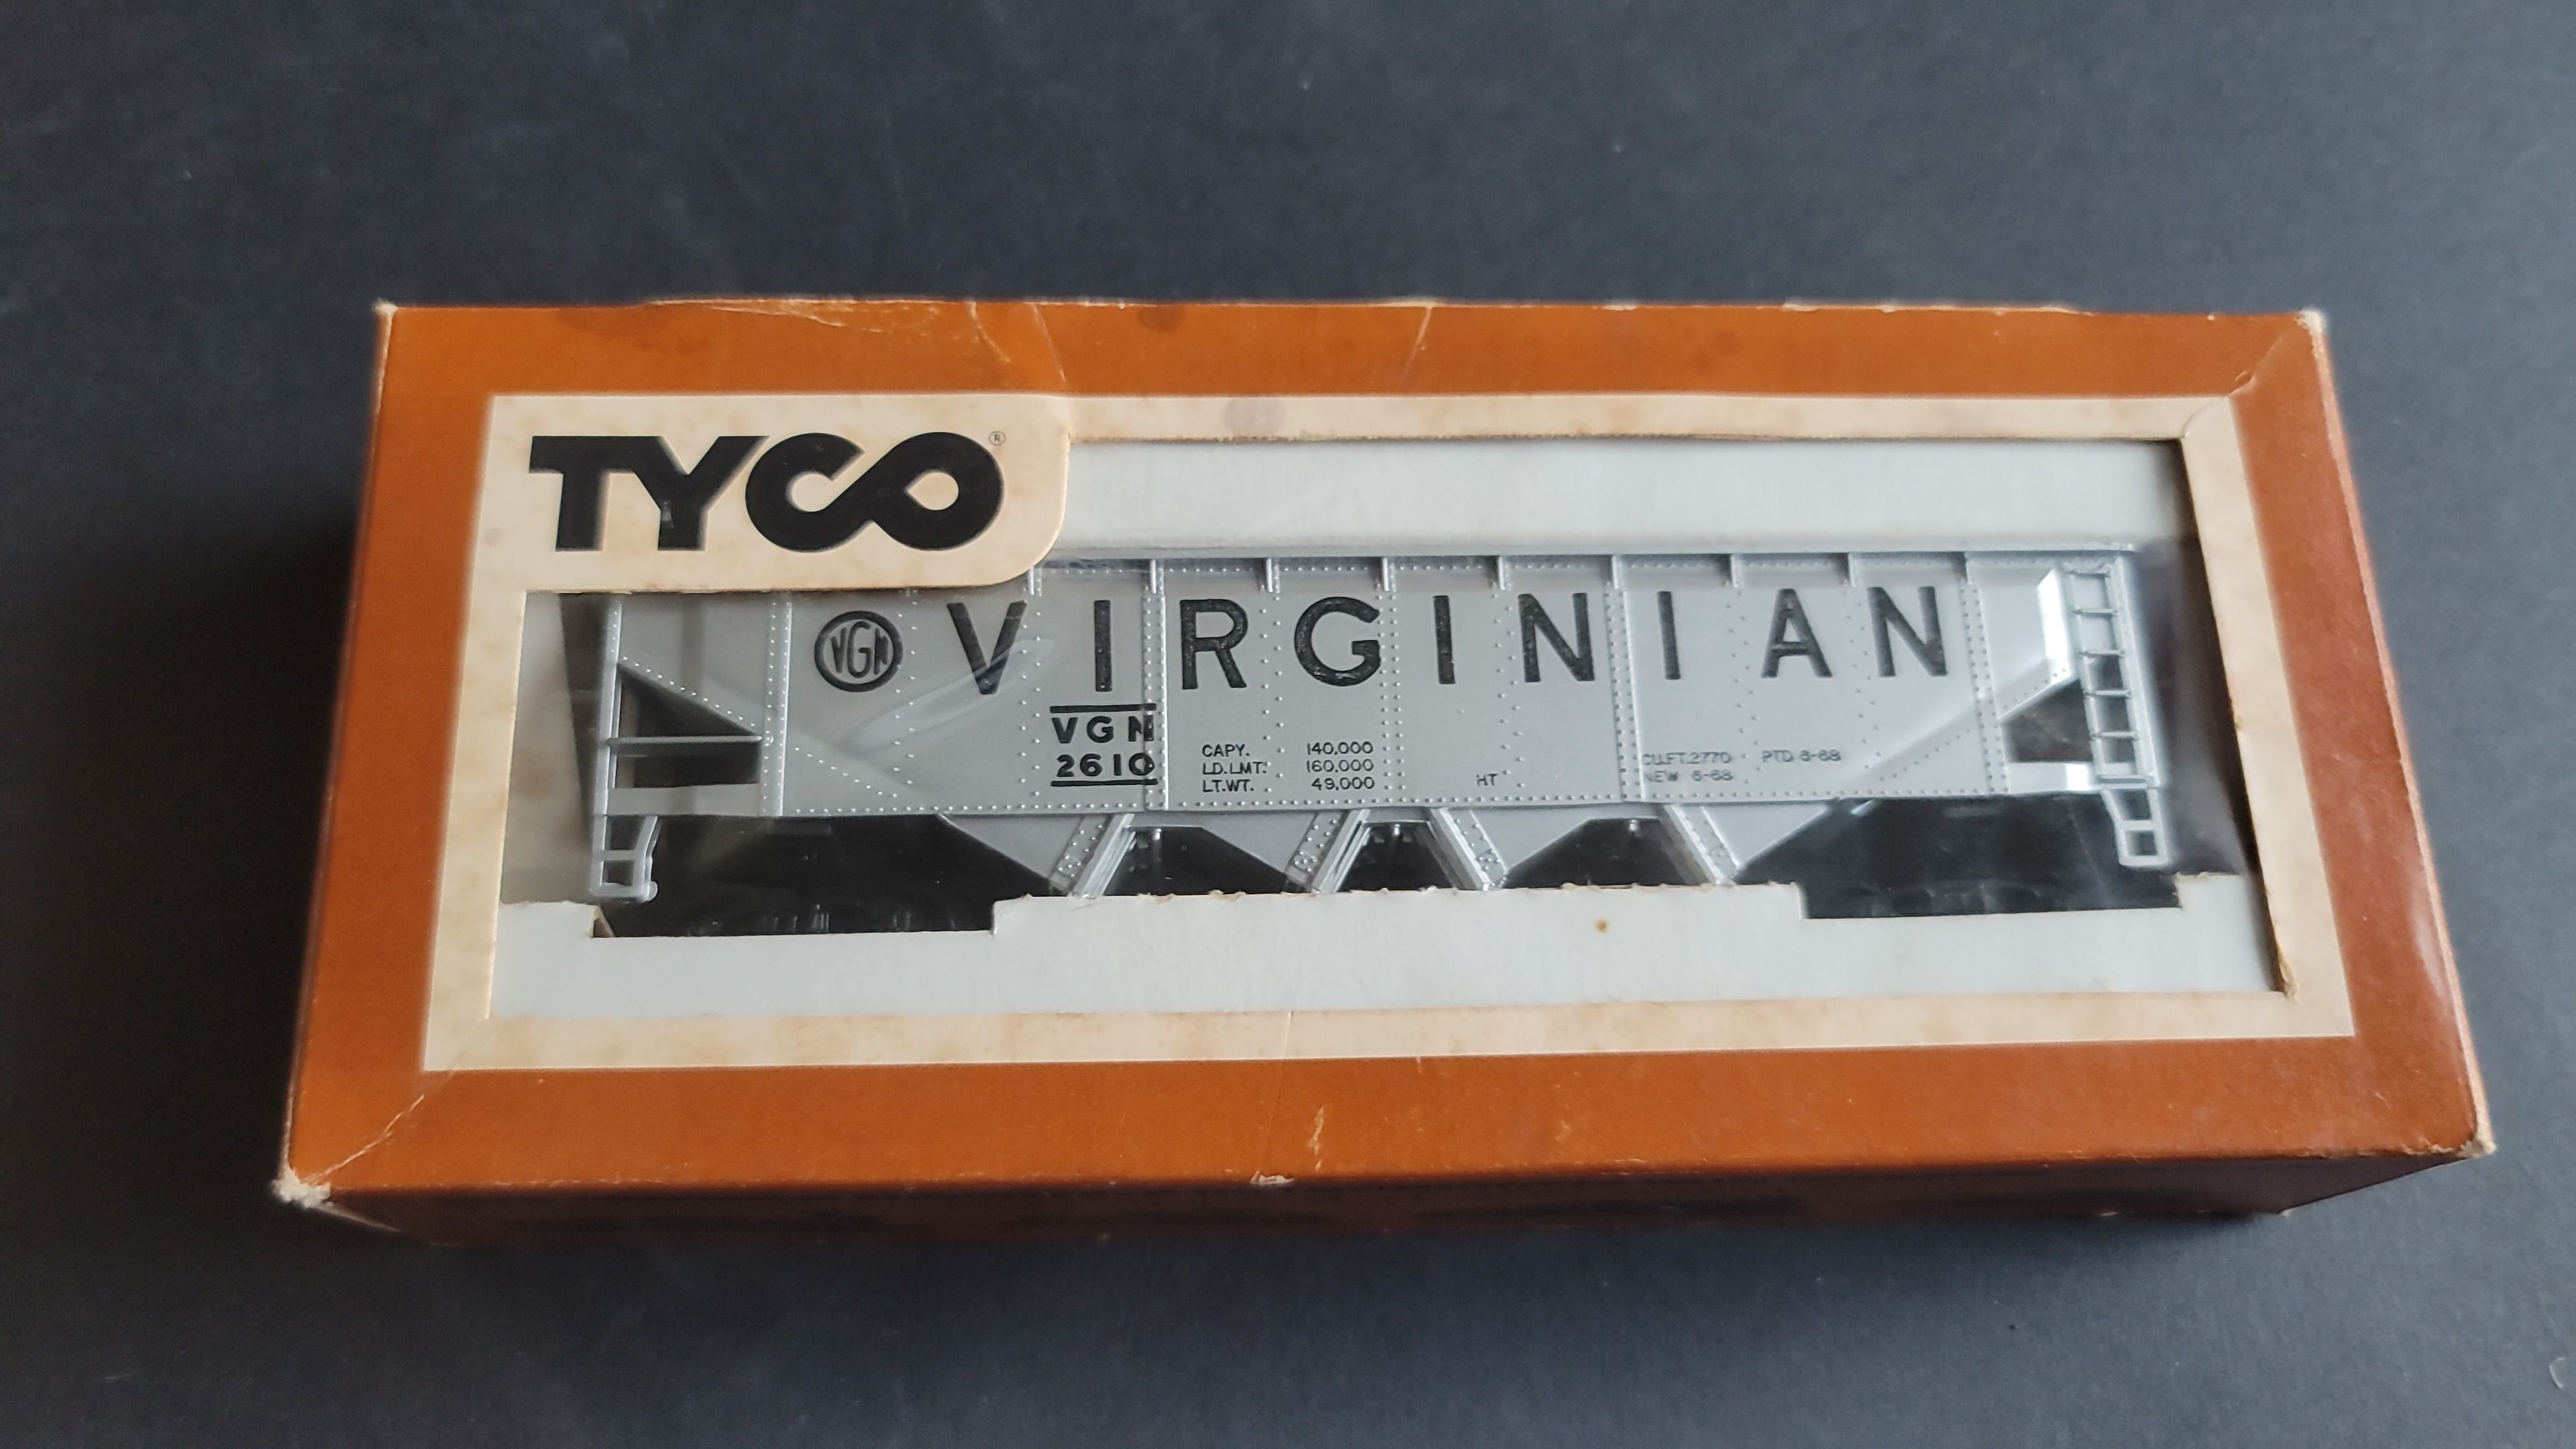 TYCO®
VGN VIRGINIAN
VGN
2610
CAPY. 140,000
LD.LMT. 160,000
LT.WT. 49,000
HT
CU.FT.2770 PTD 6-68
NEW 6-68